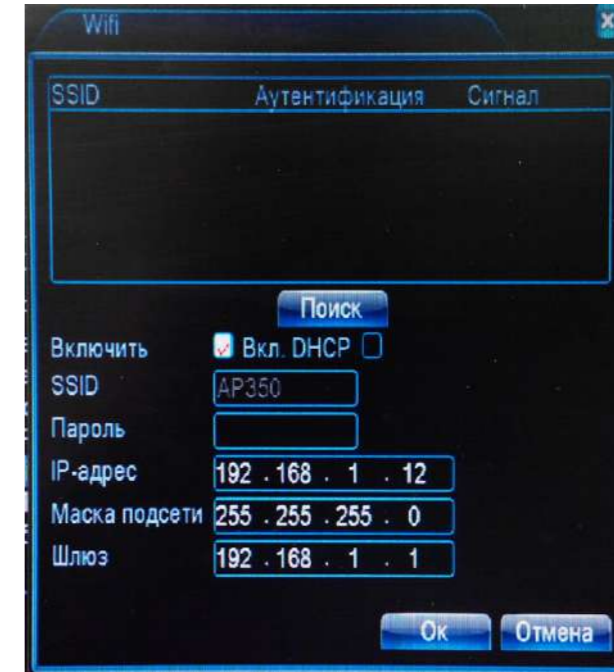 Wifi
SSID Аутентификация Сигнал
Поиск
Включить Вкл. DHCP
SSID AP350
Пароль
IP-адрес 192 . 168 . 1 . 12
Маска подсети 255 . 255 . 255 . 0
Шлюз 192 . 168 . 1 . 1
Ок Отмена